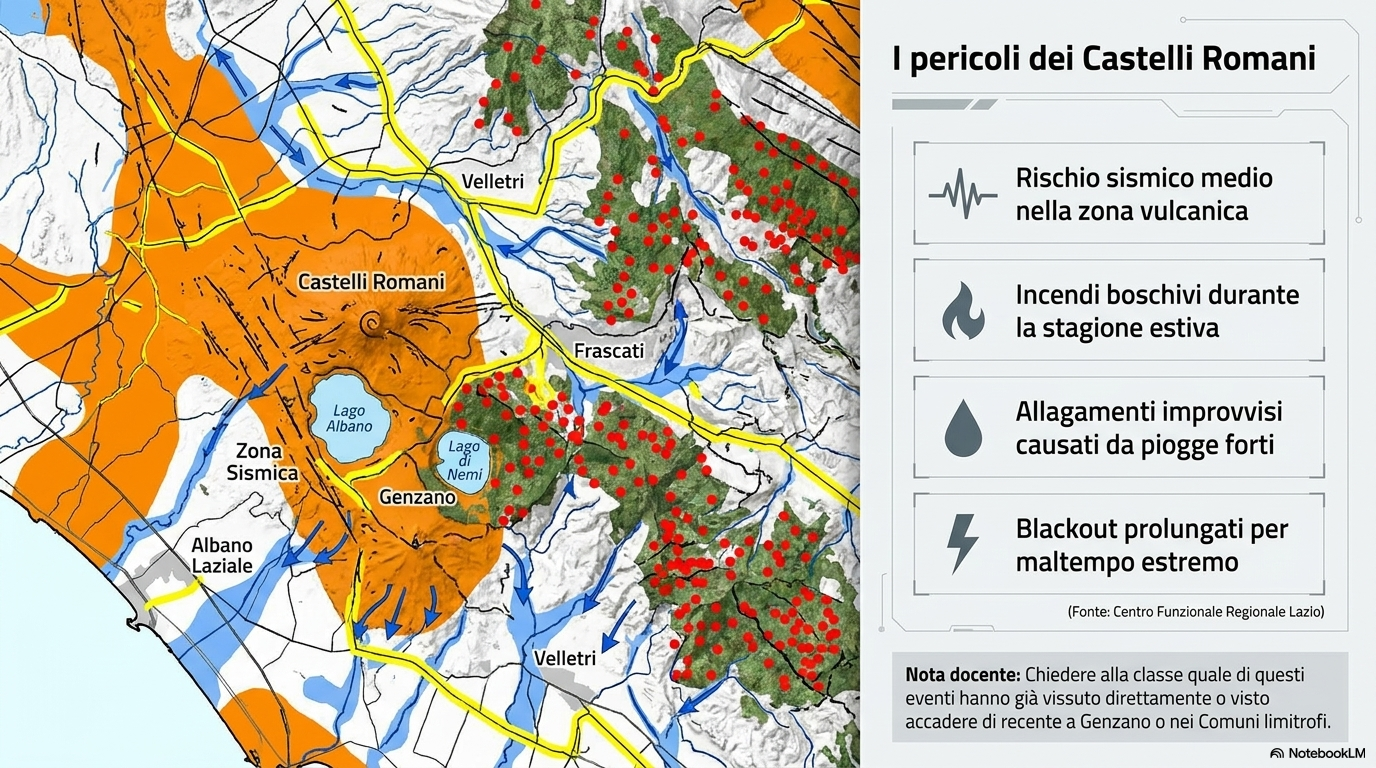 Velletri
Castelli Romani
Frascati
Lago
Albano
Lago
di
Nemi
Zona
Sismica
Genzano
Albano
Laziale
Velletri
I pericoli dei Castelli Romani
Rischio sismico medio
nella zona vulcanica
Incendi boschivi durante
la stagione estiva
Allagamenti improvvisi
causati da piogge forti
Blackout prolungati per
maltempo estremo
(Fonte: Centro Funzionale Regionale Lazio)
Nota docente: Chiedere alla classe quale di questi
eventi hanno già vissuto direttamente o visto
accadere di recente a Genzano o nei Comuni limitrofi.
NotebookLM